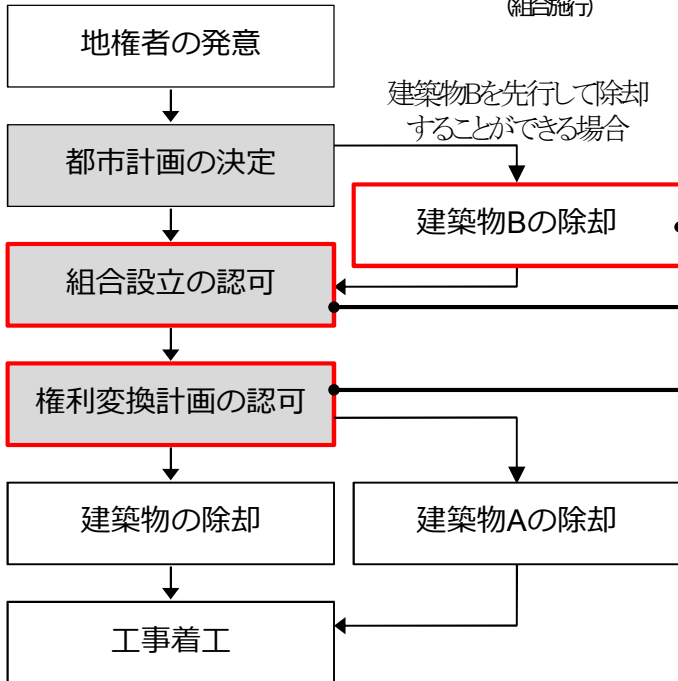 (組合施行)
地権者の発意
建築物Bを先行して除却
することができる場合
都市計画の決定
建築物Bの除却
組合設立の認可
権利変換計画の認可
建築物の除却
建築物Aの除却
工事着工